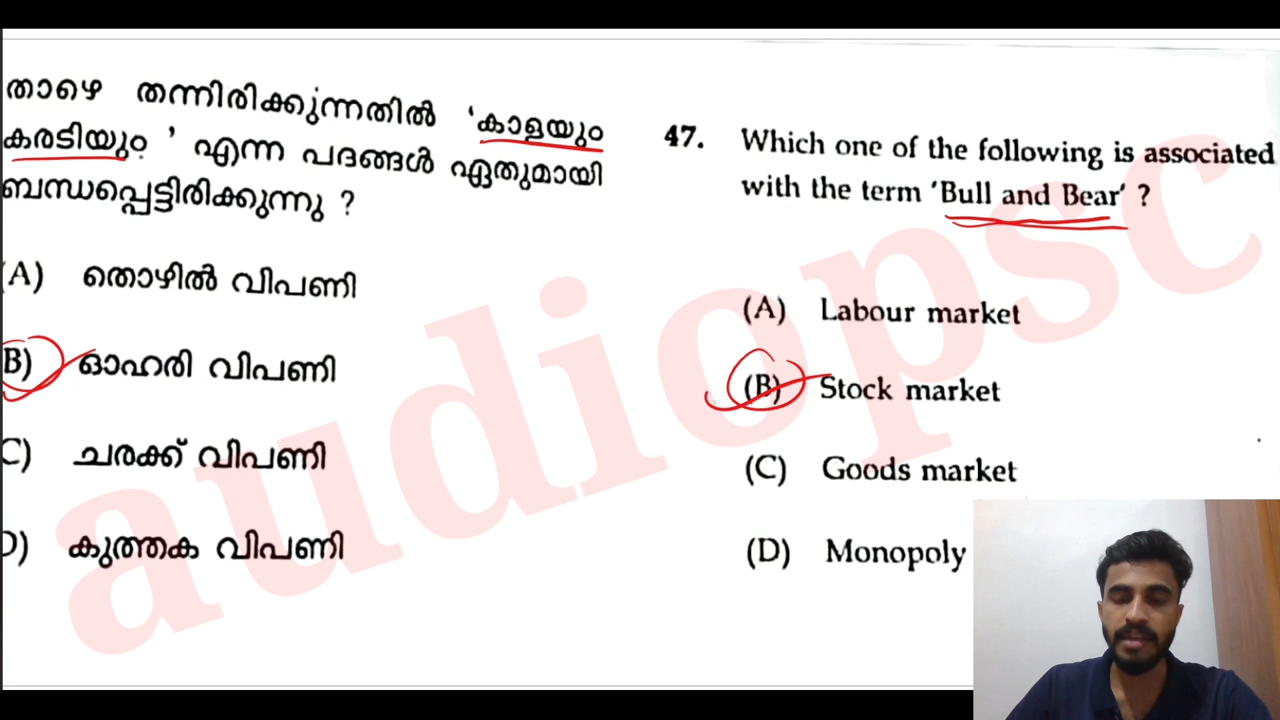 താഴെ തന്നിരിക്കുന്നതിൽ ‘കാളയും
കരടിയും ’ എന്ന പദങ്ങൾ ഏതുമായി
ബന്ധപ്പെട്ടിരിക്കുന്നു ?
A) തൊഴിൽ വിപണി
B) ഓഹരി വിപണി
C) ചരക്ക് വിപണി
D) കുത്തക വിപണി
47. Which one of the following is associated
with the term ‘Bull and Bear’ ?
(A) Labour market
(B) Stock market
(C) Goods market
(D) Monopoly
audiopsc